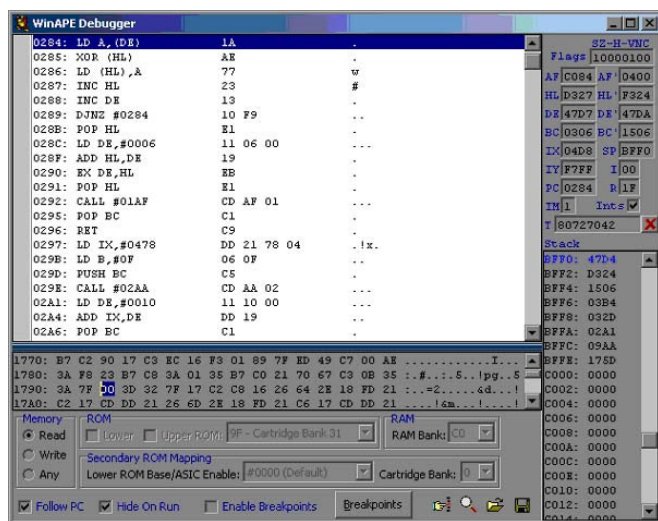 WinAPE Debugger
0284: LD A,(DE) 1A .
0285: XOR (HL) AE .
0286: LD (HL),A 77 w
0287: INC HL 23 #
0288: INC DE 13 .
0289: DJNZ #0284 10 F9 ..
028B: POP HL E1 .
028C: LD DE,#0006 11 06 00 ...
028F: ADD HL,DE 19 .
0290: EX DE,HL EB .
0291: POP HL E1 .
0292: CALL #01AF CD AF 01 ...
0295: POP BC C1 .
0296: RET C9 .
0297: LD IX,#0478 DD 21 78 04 .!x.
029B: LD B,#0F 06 0F ..
029D: PUSH BC C5 .
029E: CALL #02AA CD AA 02 ...
02A1: LD DE,#0010 11 10 00 ...
02A4: ADD IX,DE DD 19 ..
02A6: POP BC C1 .
SZ-H-VNC
Flags 10000100
AF C084 AF' 0400
HL D327 HL' F324
DE 47D7 DE' 47DA
BC 0306 BC' 1506
IX 04D8 SP BFF0
IY F7FF I 00
PC 0284 R 1F
IM 1 Ints
T 80727042
Stack
BFF0: 47D4
BFF2: D324
BFF4: 1506
BFF6: 03B4
BFF8: 032D
BFFA: 02A1
BFFC: 09AA
BFFE: 175D
C000: 0000
C002: 0000
C004: 0000
C006: 0000
C008: 0000
C00A: 0000
C00C: 0000
C00E: 0000
C010: 0000
C012: 0000
C014: 0000
1770: B7 C2 90 17 C3 EC 16 F3 01 89 7F ED 49 C7 00 AE ............I...
1780: 3A F8 23 B7 C8 3A 01 35 B7 C0 21 70 67 C3 0B 35 :.#..:.5..!pg..5
1790: 3A 7F 00 3D 32 7F 17 C2 C8 16 26 64 2E 18 FD 21 :..=2.....&d...!
17A0: C2 17 CD DD 21 26 6D 2E 18 FD 21 C6 17 CD DD 21 ....!&m...!....!
Memory
Read
Write
Any
ROM
Lower
Upper ROM: 9F - Cartridge Bank 31
RAM
RAM Bank: C0
Secondary ROM Mapping
Lower ROM Base/ASIC Enable: #0000 (Default)
Cartridge Bank: 0
Follow PC
Hide On Run
Enable Breakpoints
Breakpoints